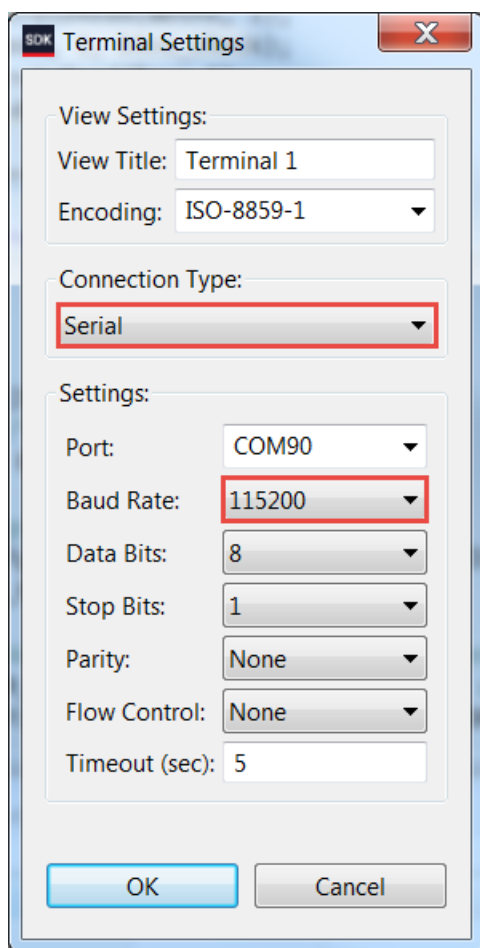 SDK Terminal Settings X
View Settings:
View Title: Terminal 1
Encoding: ISO-8859-1
Connection Type:
Serial
Settings:
Port: COM90
Baud Rate: 115200
Data Bits: 8
Stop Bits: 1
Parity: None
Flow Control: None
Timeout (sec): 5
OK Cancel